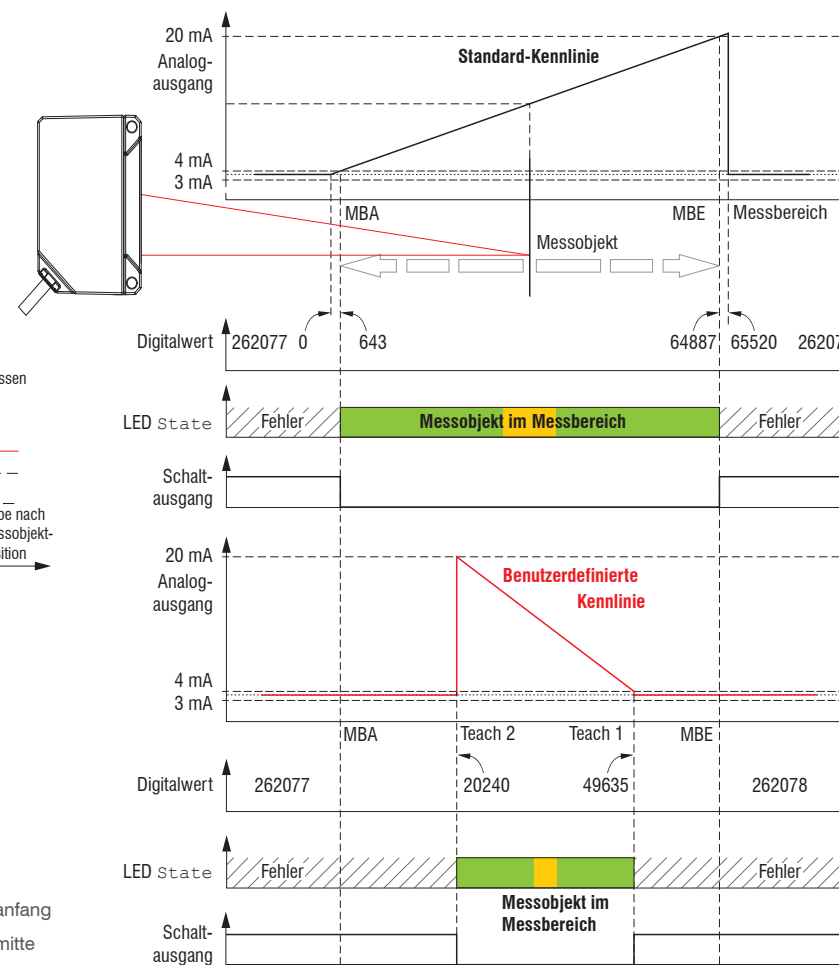 20 mA
Analog-
ausgang
Standard-Kennlinie
4 mA
3 mA
MBA
MBE
Messbereich
Messobjekt
Digitalwert 262077 0 643 64887 65520 26207
ssen
LED State Fehler Messobjekt im Messbereich Fehler
Schalt-
ausgang
be nach
essobjekt-
sition
20 mA
Analog-
ausgang
Benutzerdefinierte
Kennlinie
4 mA
3 mA
MBA Teach 2 Teach 1 MBE
Digitalwert 262077 20240 49635 262078
LED State Fehler Fehler
Messobjekt im
Messbereich
anfang
mitte
Schalt-
ausgang